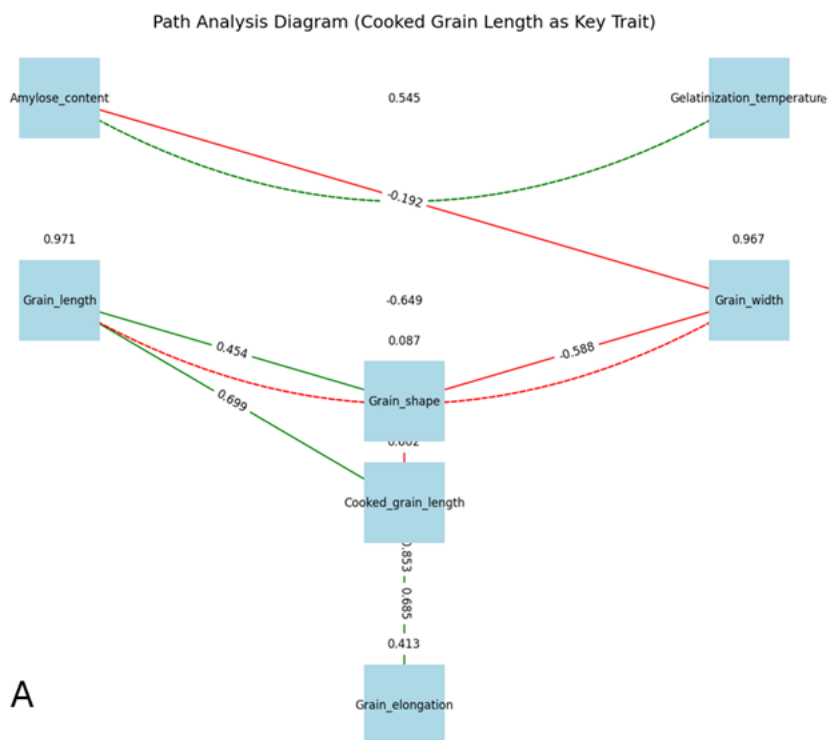 Path Analysis Diagram (Cooked Grain Length as Key Trait)
Amylose_content
0.545
Gelatinization_temperature
-0.192
0.971
0.967
Grain_length
-0.649
Grain_width
0.087
0.454
-0.588
Grain_shape
0.699
Cooked_grain_length
0.685
0.413
A
Grain_elongation